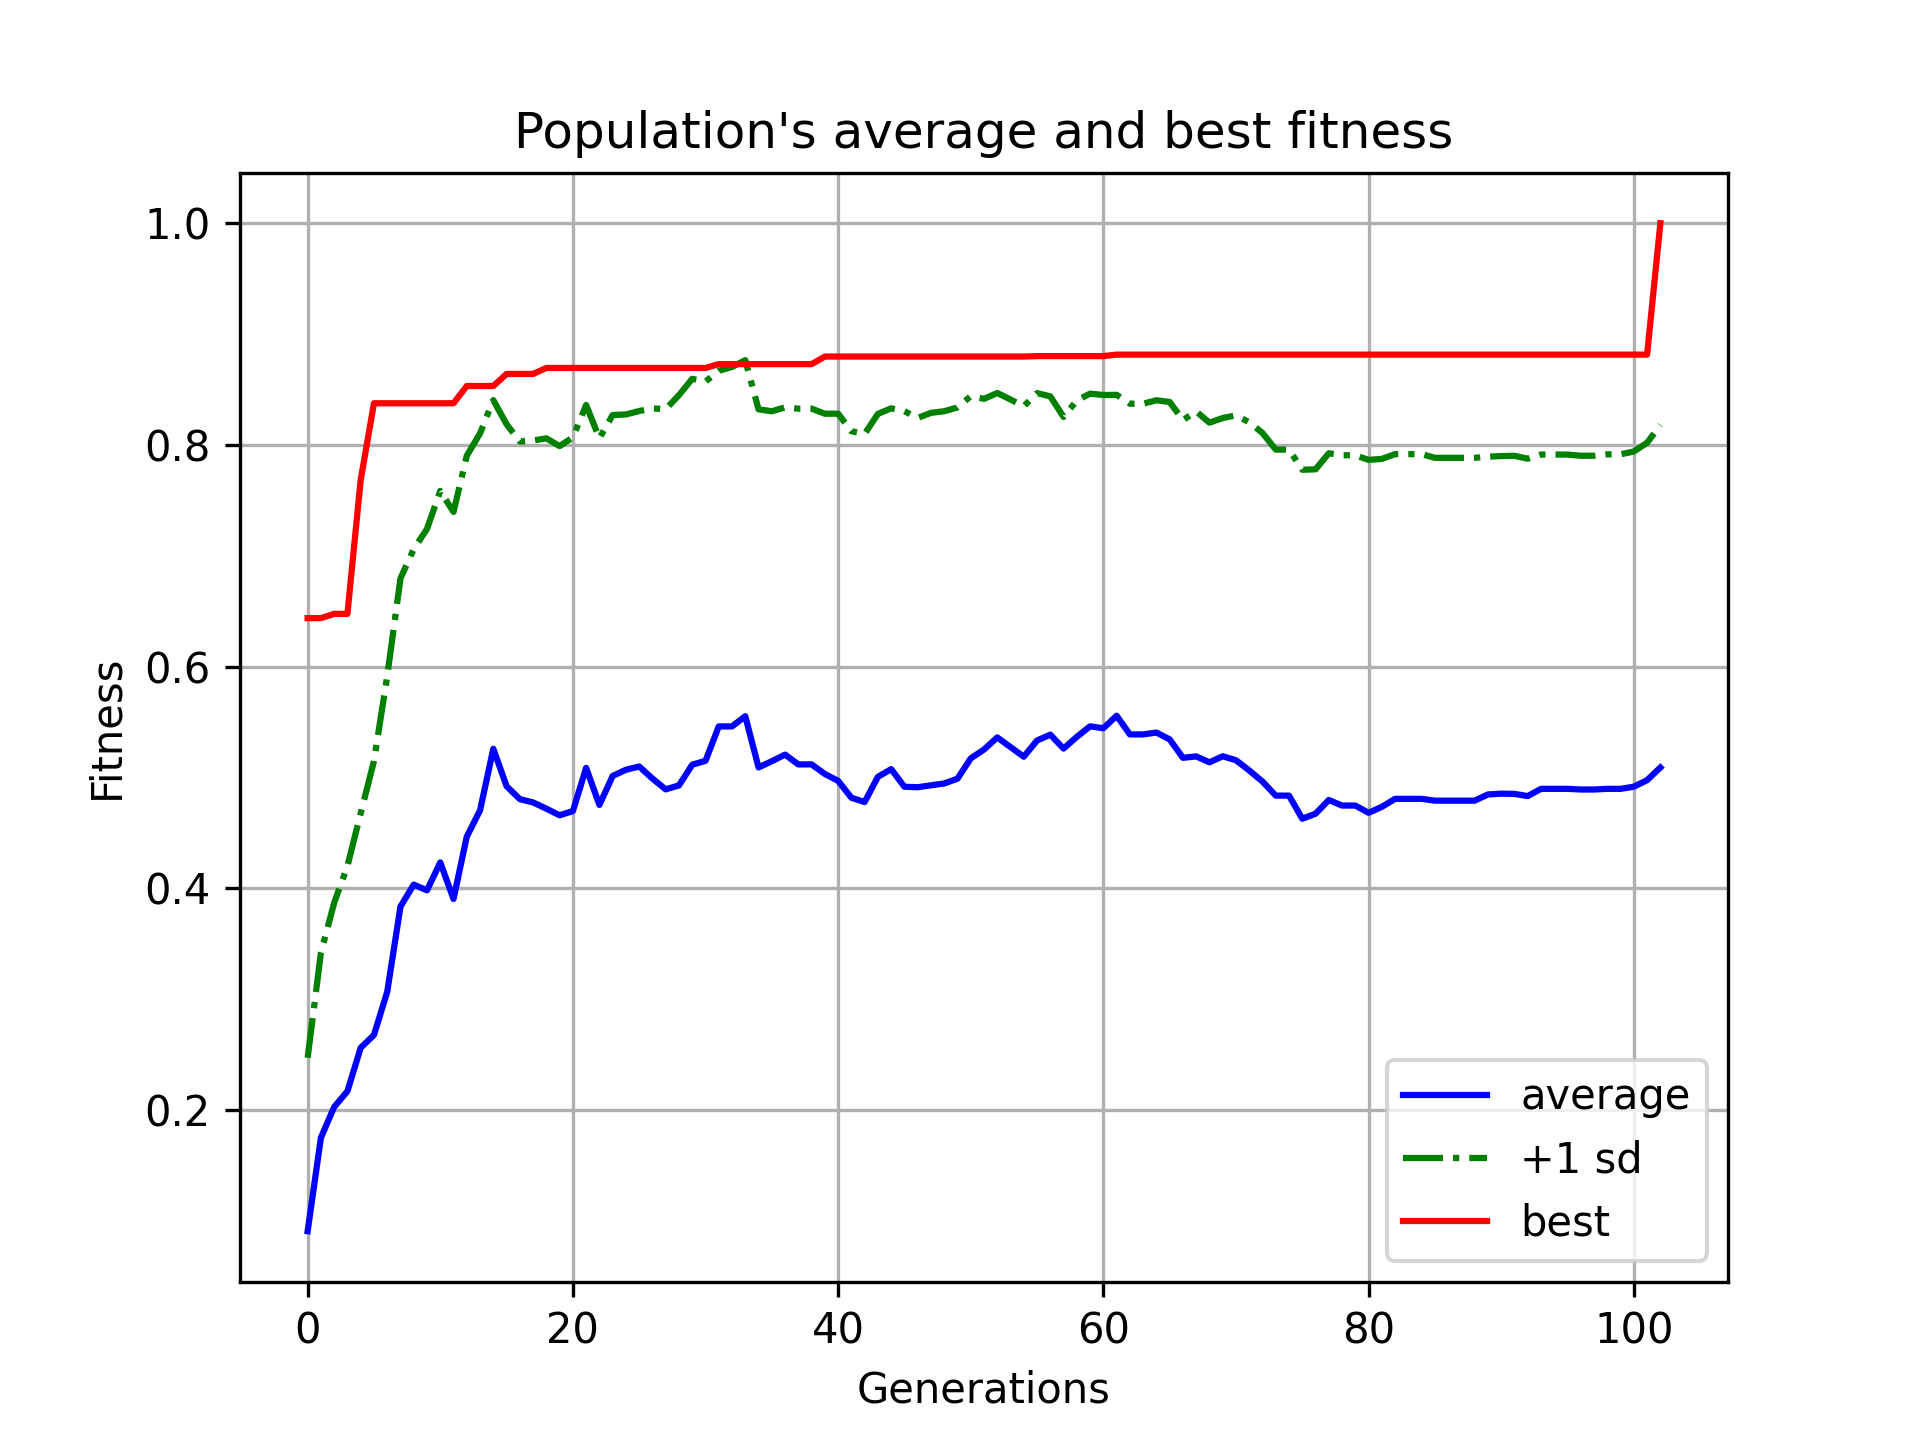 Population's average and best fitness
Fitness
1.0
0.8
0.6
0.4
0.2
0 20 40 60 80 100
Generations
average
+1 sd
best